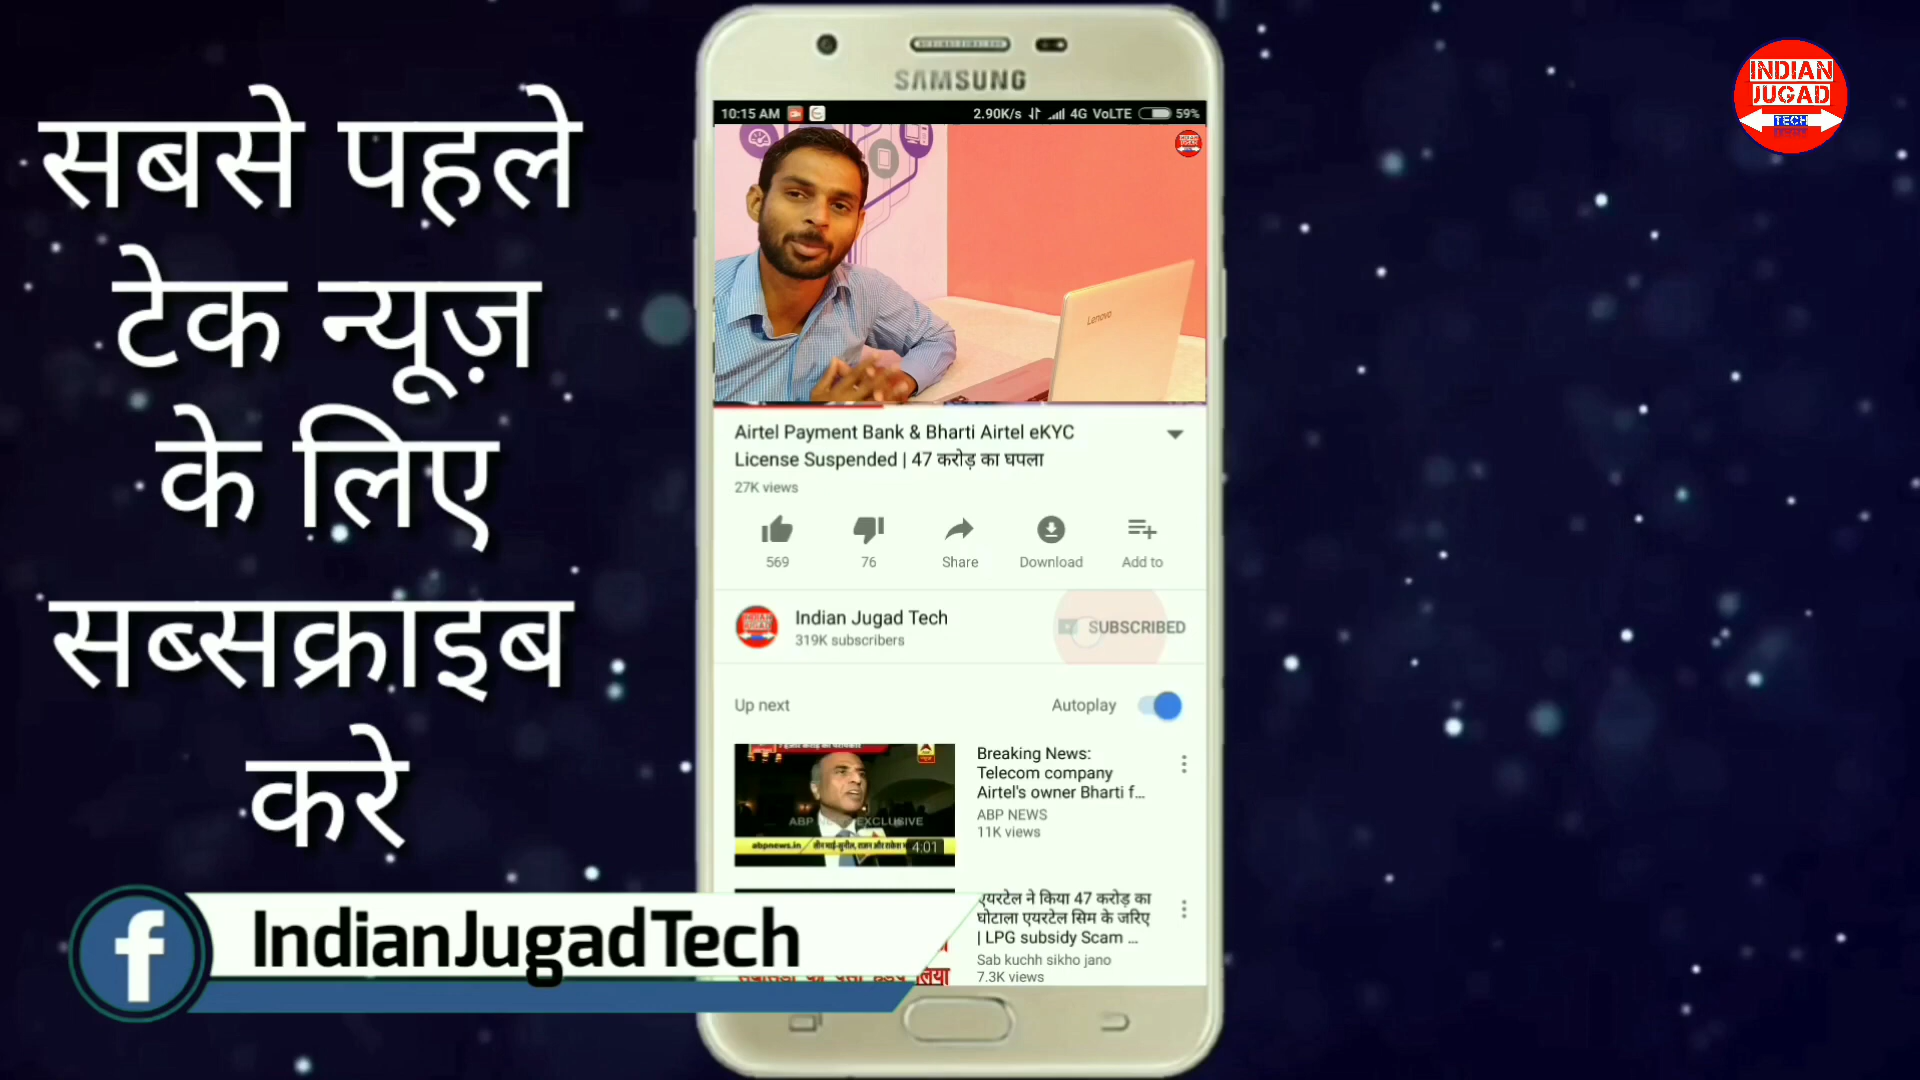 सबसे पहले
टेक न्यूज़
के लिए
सब्सक्राइब
करे
INDIAN
JUGAD
TECH
SAMSUNG
10:15 AM
2.90K/s 4G VoLTE 59%
Lenovo
Airtel Payment Bank & Bharti Airtel eKYC
License Suspended | 47 करोड़ का घपला
27K views
569
76
Share
Download
Add to
Indian Jugad Tech
319K subscribers
SUBSCRIBED
Up next
Autoplay
Breaking News:
Telecom company
Airtel's owner Bharti f...
ABP NEWS
11K views
EXCLUSIVE
abpnews.in
4:01
एयरटेल ने किया 47 करोड़ का
घोटाला एयरटेल सिम के जरिए
| LPG subsidy Scam ...
Sab kuchh sikho jano
7.3K views
f
IndianJugadTech